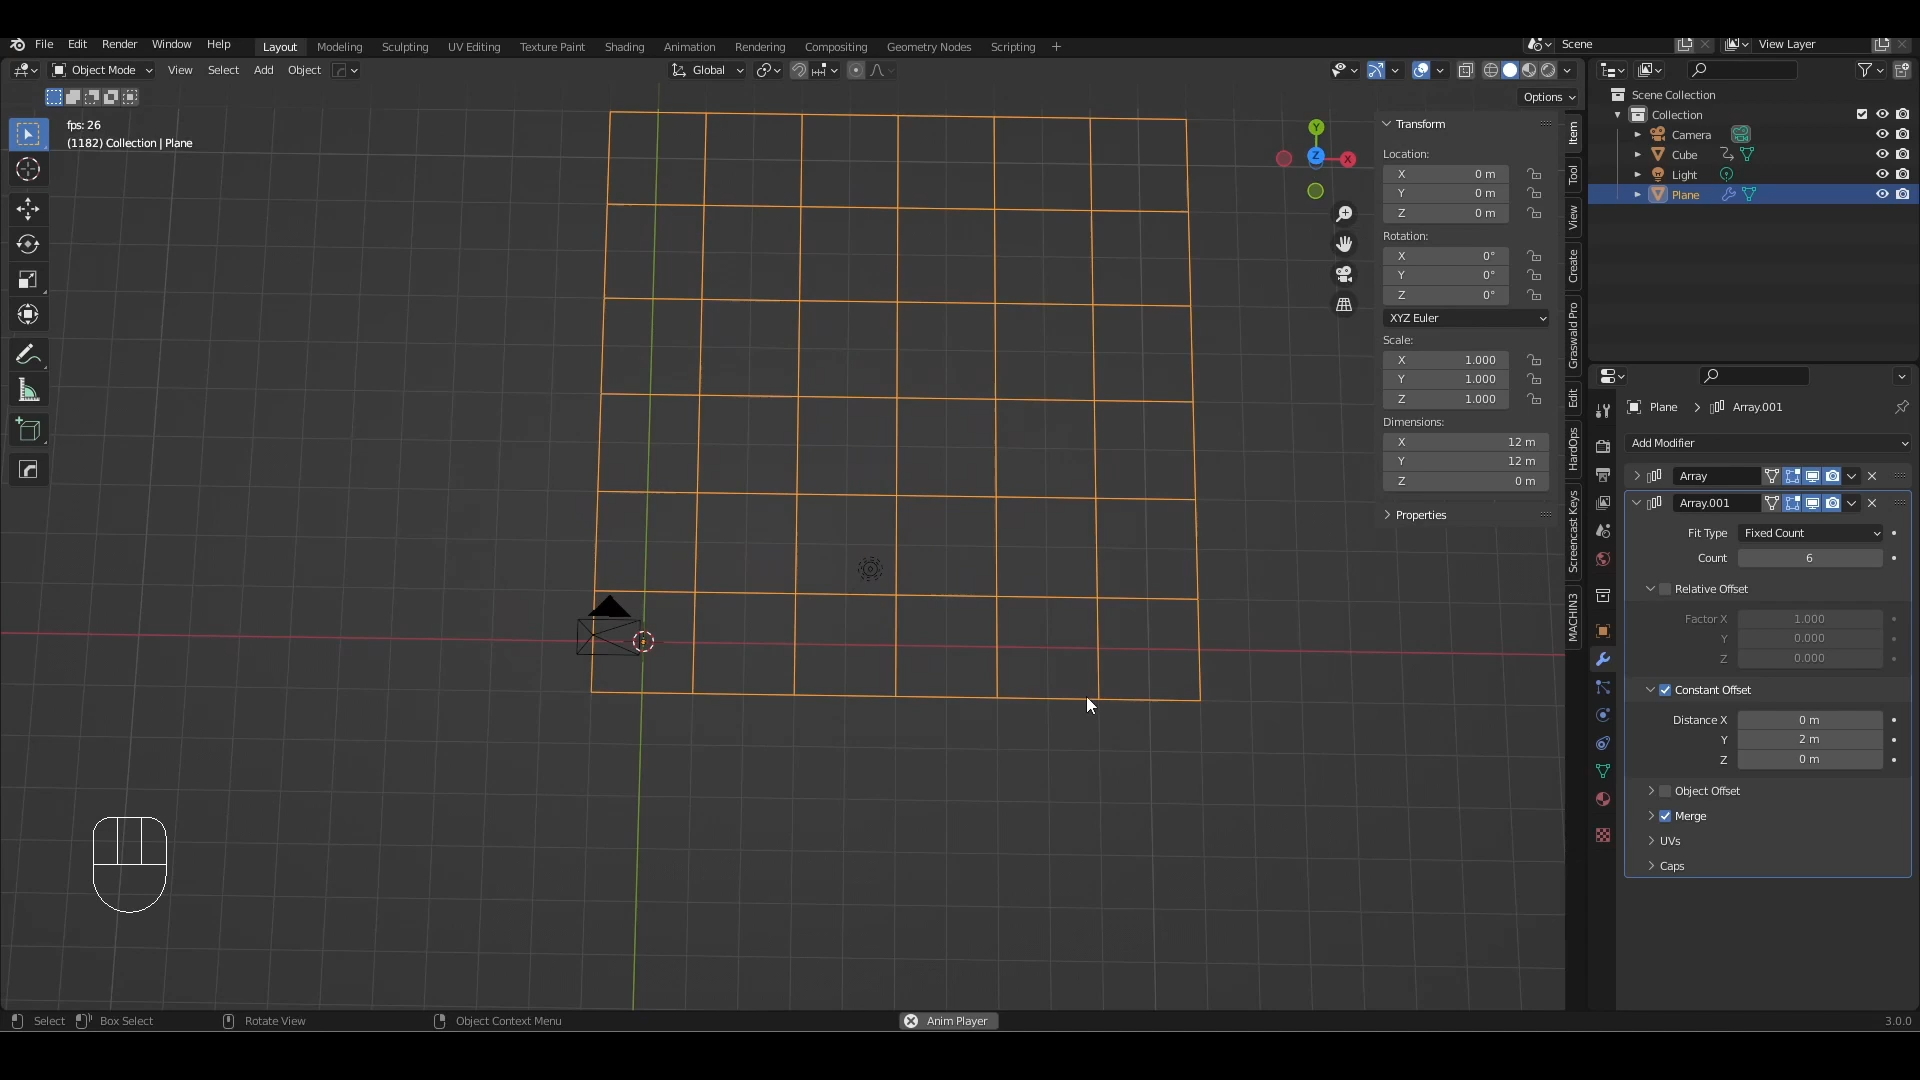 File Edit Render Window Help Layout Modeling Sculpting UV Editing Texture Paint Shading Animation Rendering Compositing Geometry Nodes Scripting + Scene View Layer
Object Mode View Select Add Object Global
Options
fps: 26
(1182) Collection | Plane
Y
Z
X
Transform
Location:
X 0 m
Y 0 m
Z 0 m
Rotation:
X 0°
Y 0°
Z 0°
XYZ Euler
Scale:
X 1.000
Y 1.000
Z 1.000
Dimensions:
X 12 m
Y 12 m
Z 0 m
Properties
Item
Tool
View
Create
Graswald Pro
Edit
HardOps
Screencast Keys
MACHIN3
Scene Collection
Collection
Camera
Cube
Light
Plane
Plane > Array.001
Add Modifier
Array
Array.001
Fit Type Fixed Count
Count 6
Relative Offset
Factor X 1.000
Y 0.000
Z 0.000
Constant Offset
Distance X 0 m
Y 2 m
Z 0 m
Object Offset
Merge
UVs
Caps
Select Box Select Rotate View Object Context Menu Anim Player 3.0.0